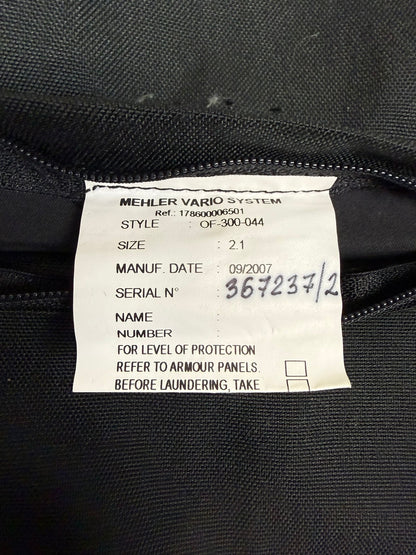 MEHLER VARIO SYSTEM
Ref.: 178600006501
STYLE : OF-300-044
SIZE : 2.1
MANUF. DATE : 09/2007
SERIAL N° : 367237/2
NAME :
NUMBER :
FOR LEVEL OF PROTECTION
REFER TO ARMOUR PANELS.
BEFORE LAUNDERING, TAKE